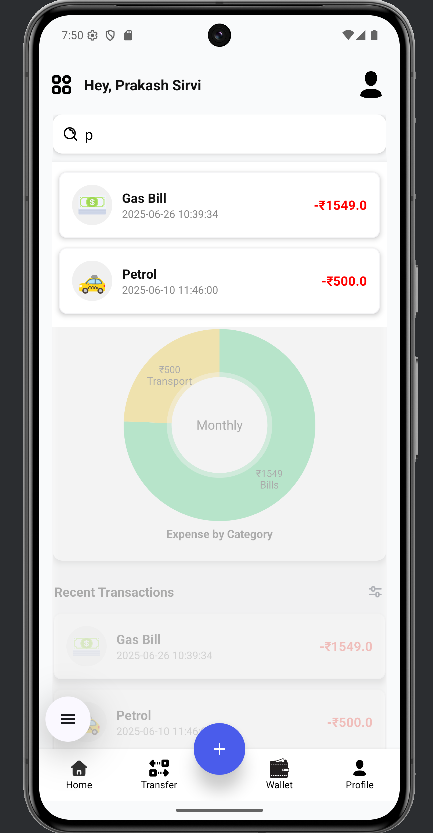 7:50
Hey, Prakash Sirvi
p
Gas Bill
2025-06-26 10:39:34
-₹1549.0
Petrol
2025-06-10 11:46:00
-₹500.0
₹500
Transport
Monthly
₹1549
Bills
Expense by Category
Recent Transactions
Gas Bill
2025-06-26 10:39:34
-₹1549.0
Petrol
2025-06-10 11:46
-₹500.0
+
Home
Transfer
Wallet
Profile